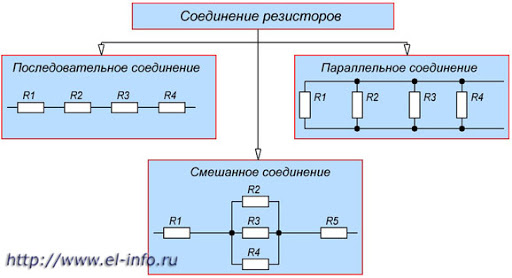 Соединение резисторов
Последовательное соединение
R1 R2 R3 R4
Параллельное соединение
R1 R2 R3 R4
Смешанное соединение
R2
R1 R3 R5
R4
http://www.el-info.ru